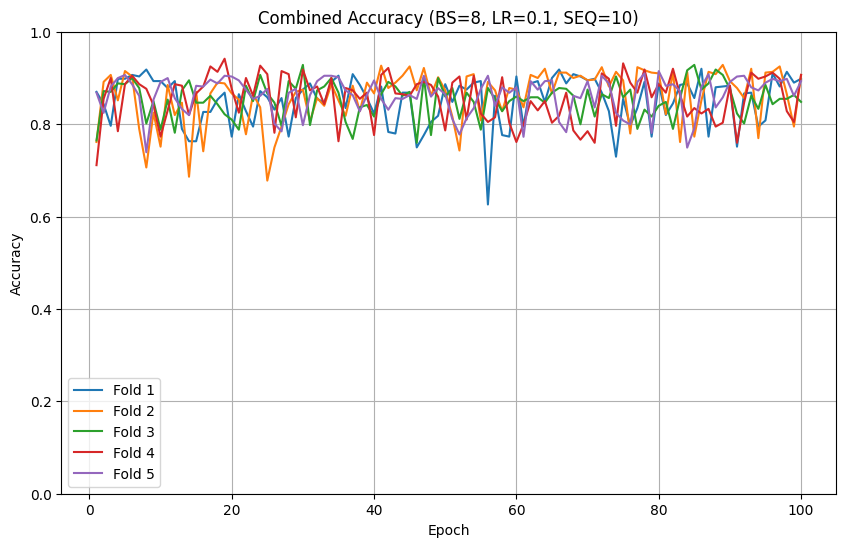 Combined Accuracy (BS=8, LR=0.1, SEQ=10)
1.0
0.8
0.6
0.4
0.2
0.0
Accuracy
Fold 1
Fold 2
Fold 3
Fold 4
Fold 5
0 20 40 60 80 100
Epoch